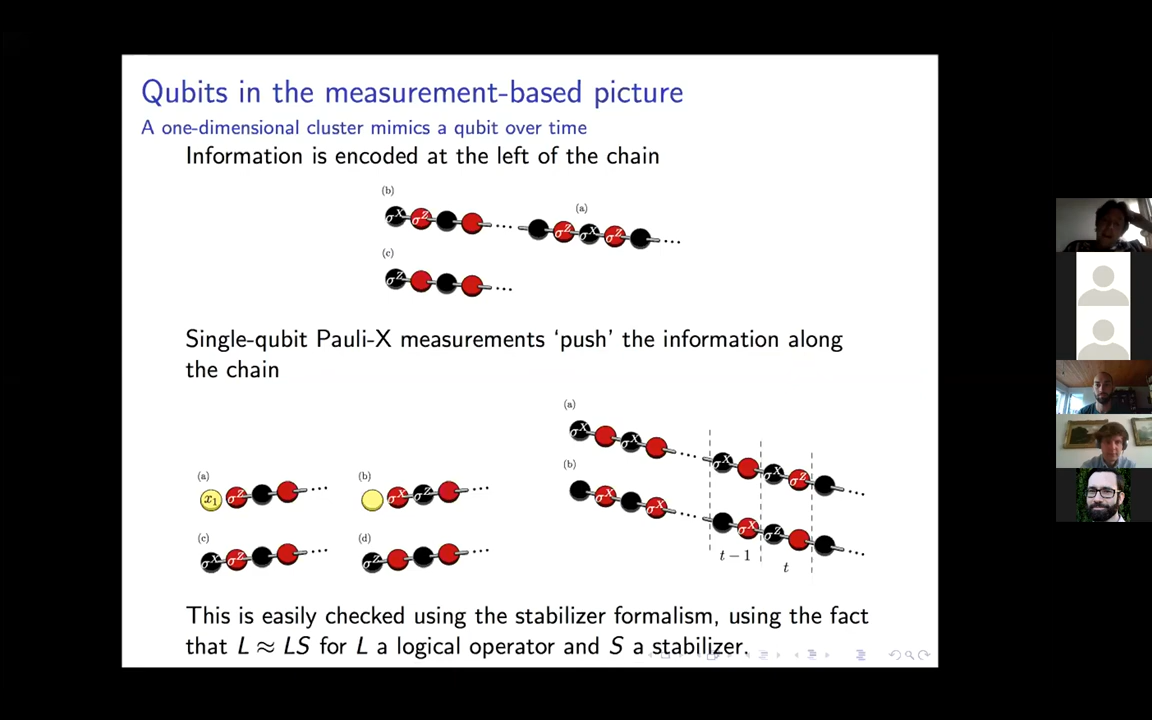 Qubits in the measurement-based picture
A one-dimensional cluster mimics a qubit over time
Information is encoded at the left of the chain
(b)
(a)
σX σZ ...
σZ σX σZ ...
(c)
σZ ...
Single-qubit Pauli-X measurements ‘push’ the information along
the chain
(a)
σX σX ... σX σX σZ ...
(b)
σX σX ... σX σZ ...
t − 1
t
(a)
x1 σZ ...
(b)
σX σZ ...
(c)
σX σZ ...
(d)
σZ ...
This is easily checked using the stabilizer formalism, using the fact
that L ≈ LS for L a logical operator and S a stabilizer.